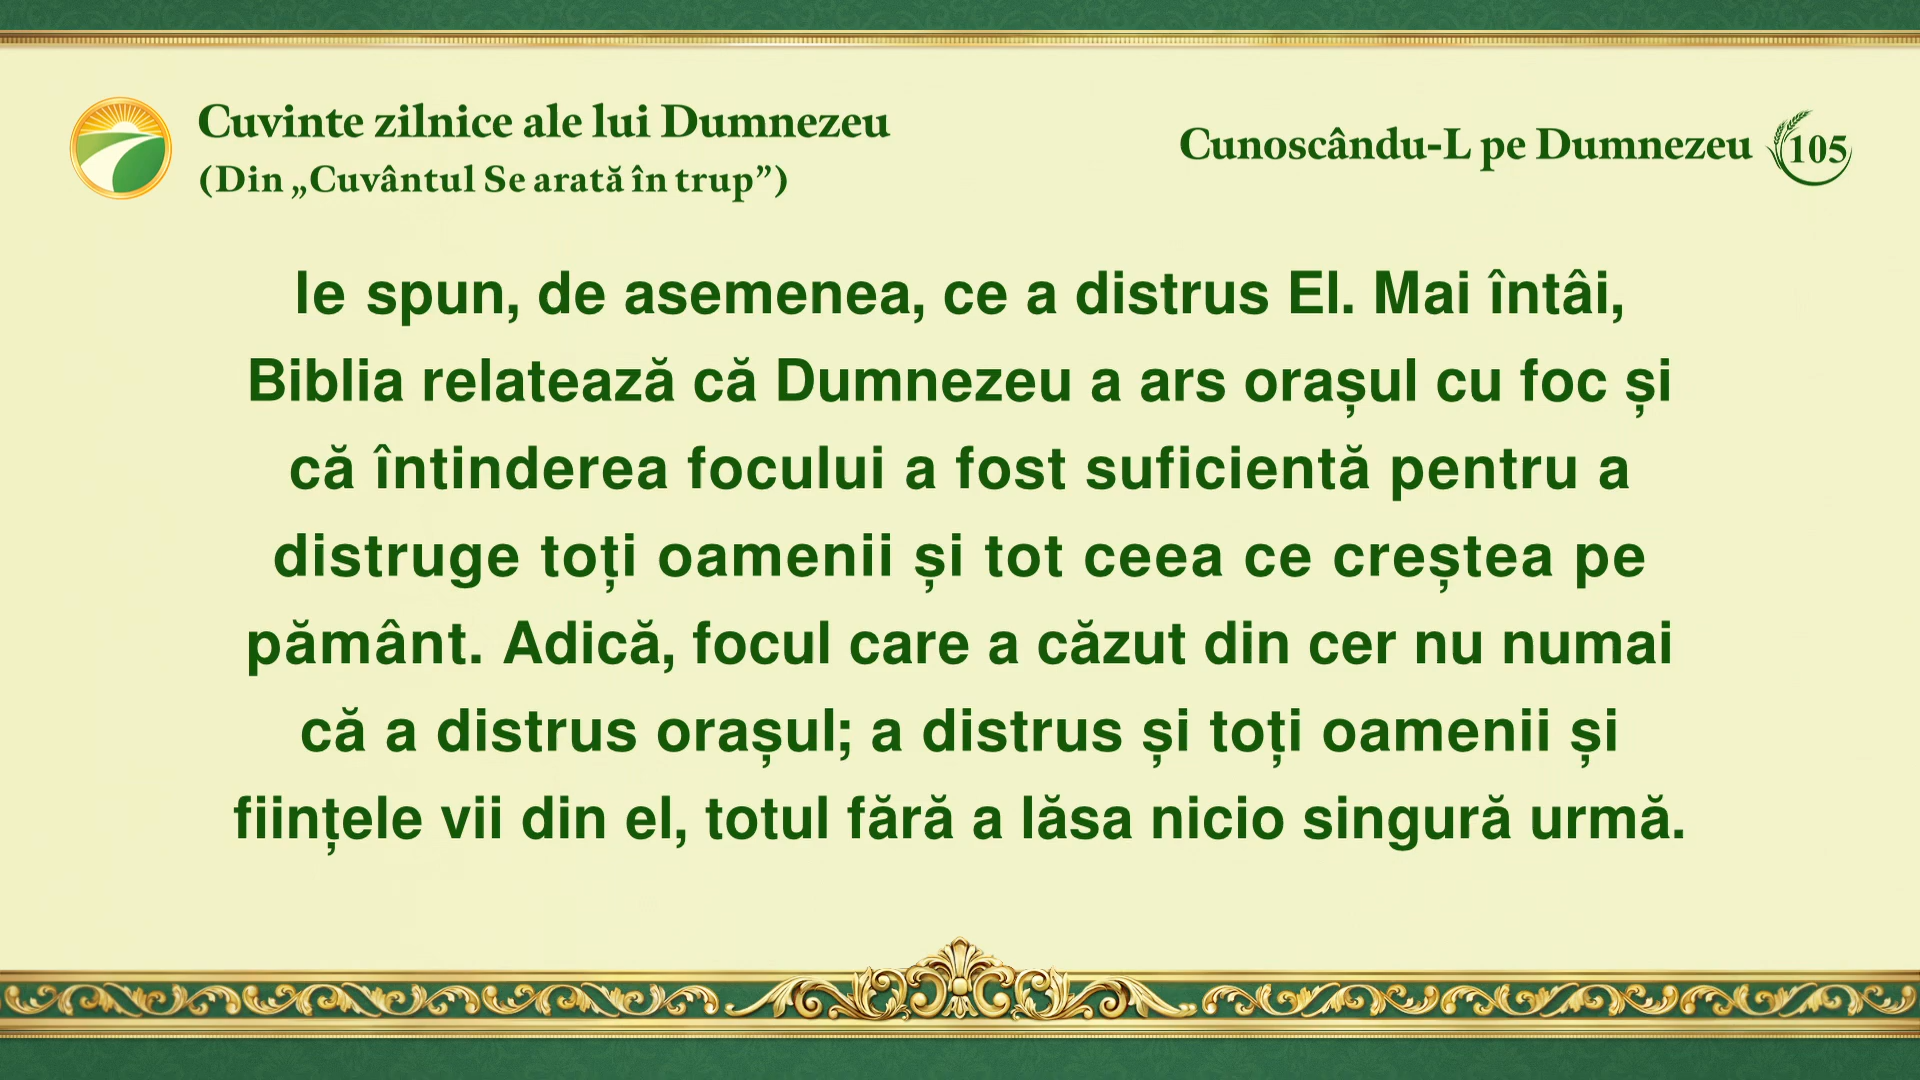 Cuvinte zilnice ale lui Dumnezeu
(Din „Cuvântul Se arată în trup”)
Cunoscându-L pe Dumnezeu 105
le spun, de asemenea, ce a distrus El. Mai întâi,
Biblia relatează că Dumnezeu a ars orașul cu foc și
că întinderea focului a fost suficientă pentru a
distruge toți oamenii și tot ceea ce creștea pe
pământ. Adică, focul care a căzut din cer nu numai
că a distrus orașul; a distrus și toți oamenii și
ființele vii din el, totul fără a lăsa nicio singură urmă.